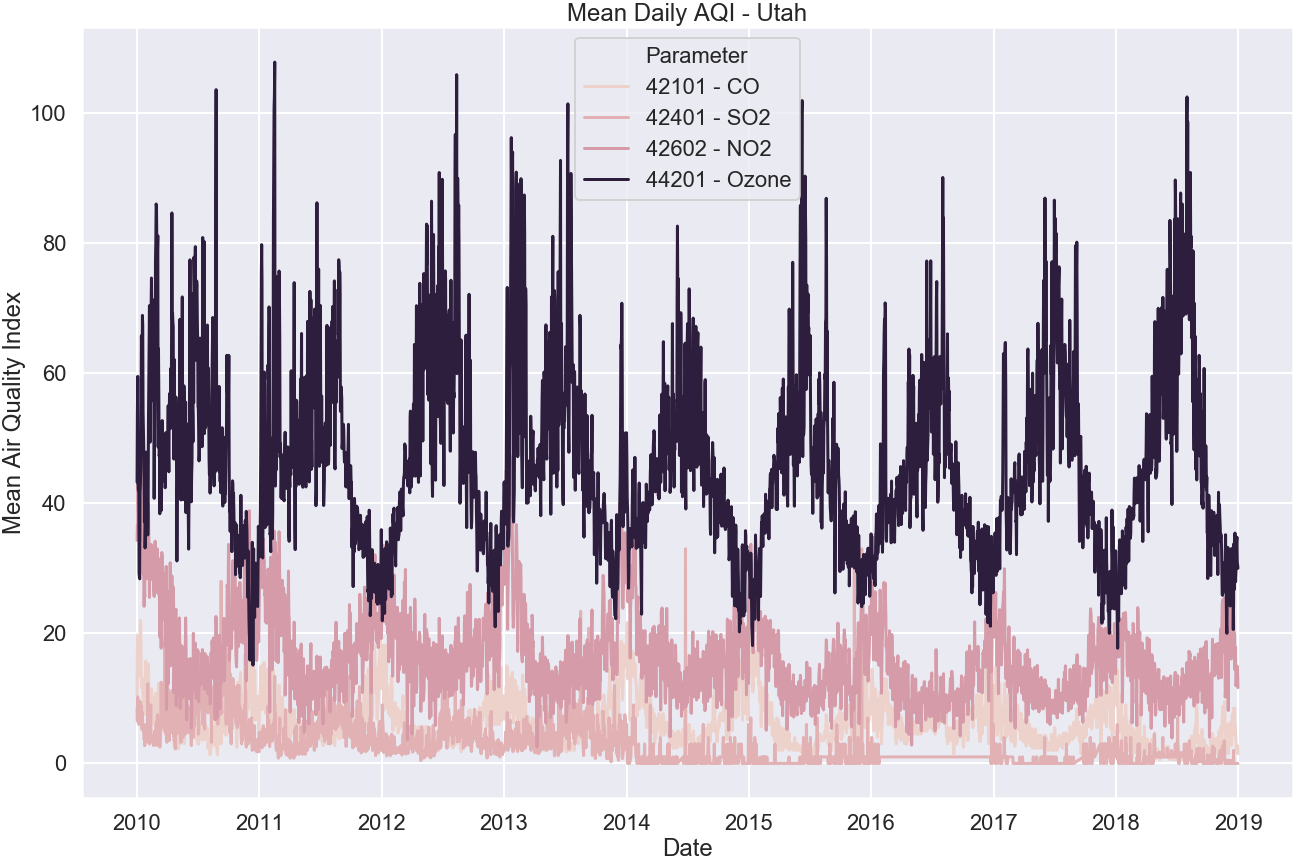 Mean Daily AQI - Utah
Parameter
42101 - CO
42401 - SO2
42602 - NO2
44201 - Ozone
Mean Air Quality Index
100
80
60
40
20
0
2010 2011 2012 2013 2014 2015 2016 2017 2018 2019
Date